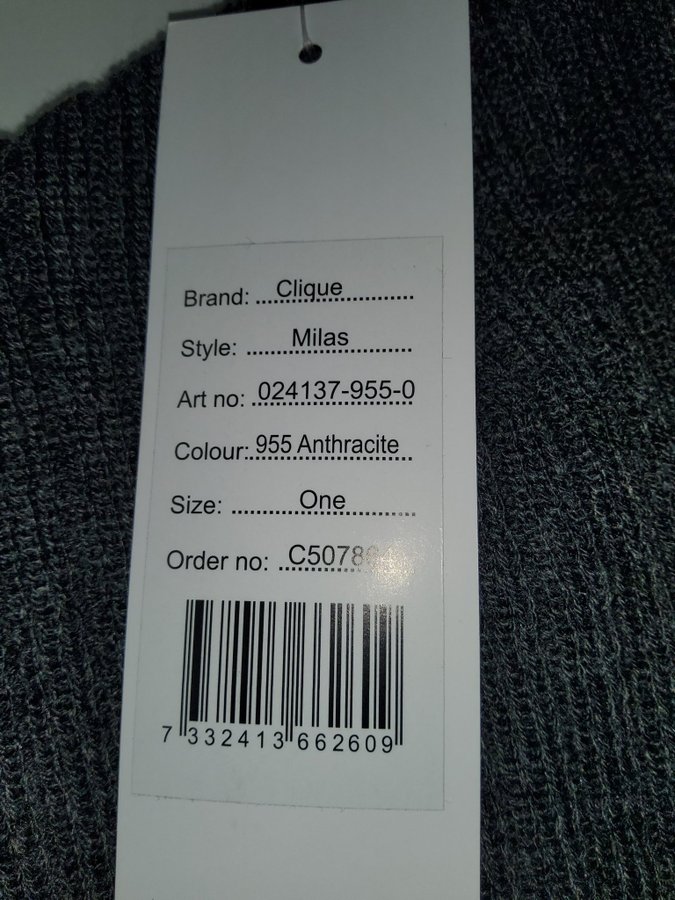 Brand: Clique
Style: Milas
Art no: 024137-955-0
Colour: 955 Anthracite
Size: One
Order no:
7 332413 662609